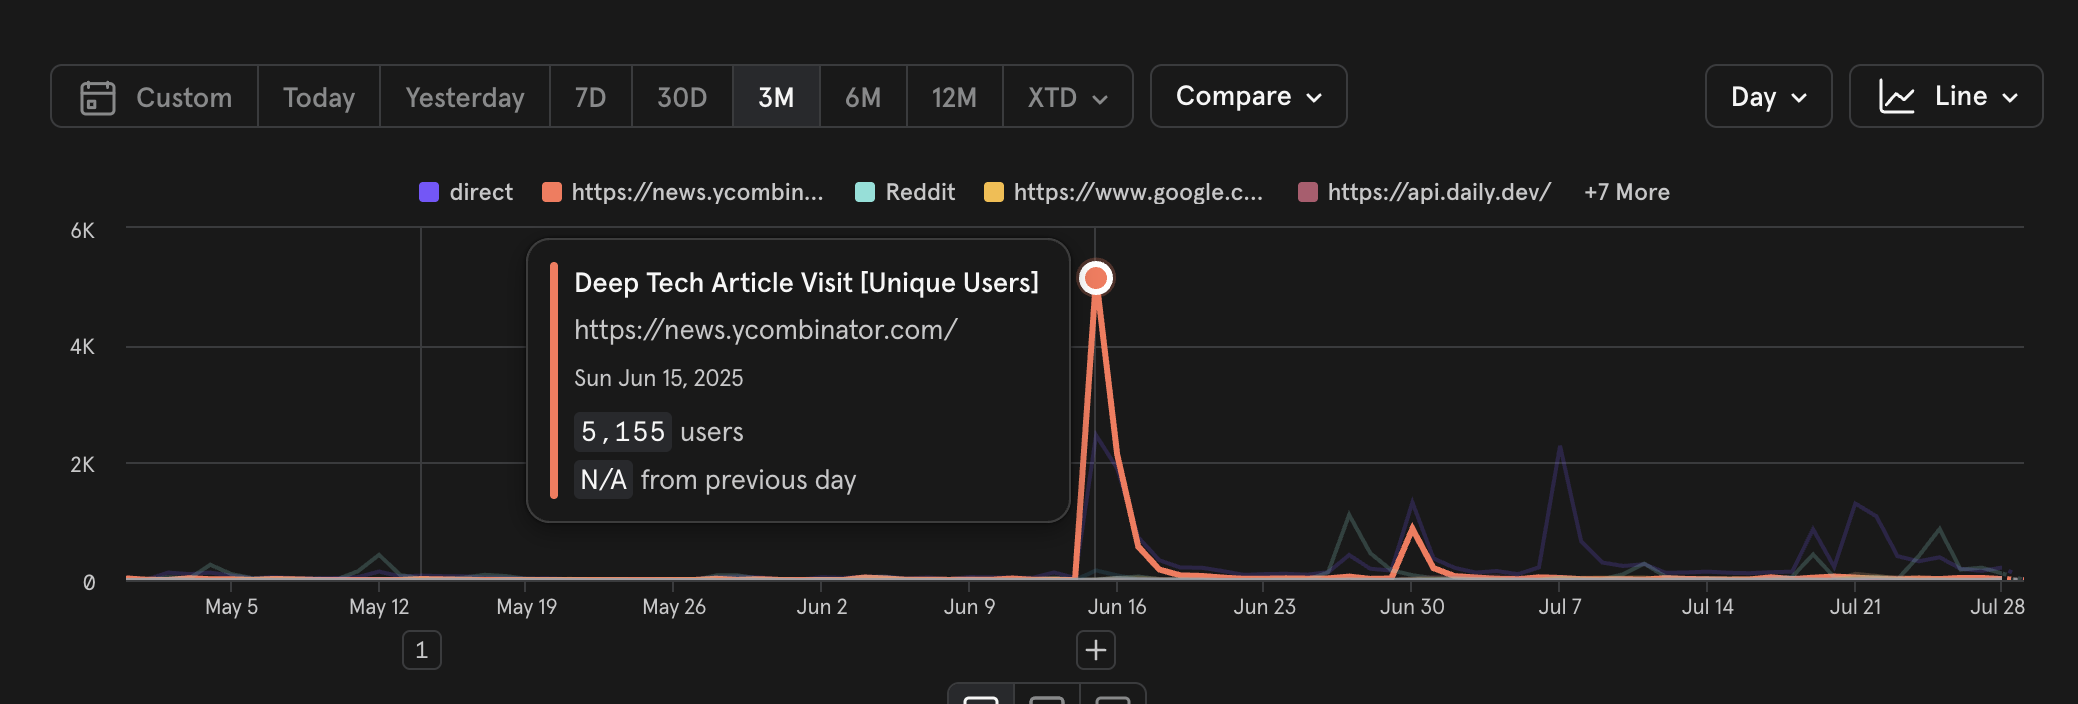 Custom Today Yesterday 7D 30D 3M 6M 12M XTD Compare Day Line
direct https://news.ycombin... Reddit https://www.google.c... https://api.daily.dev/ +7 More
6K
4K
2K
0
Deep Tech Article Visit [Unique Users]
https://news.ycombinator.com/
Sun Jun 15, 2025
5,155 users
N/A from previous day
May 5 May 12 May 19 May 26 Jun 2 Jun 9 Jun 16 Jun 23 Jun 30 Jul 7 Jul 14 Jul 21 Jul 28
1 +